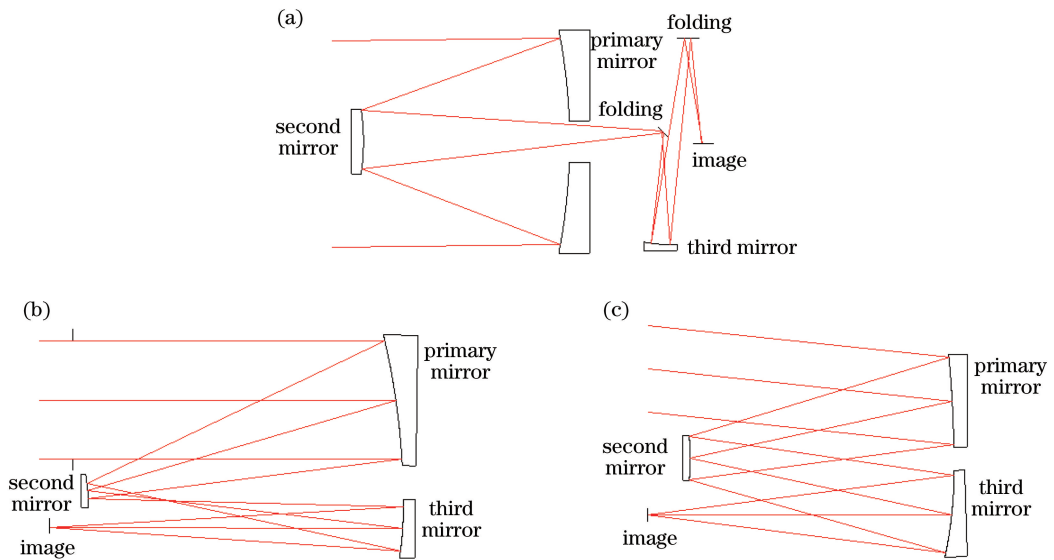 (a)
folding
primary
mirror
folding
second
mirror
image
third mirror
(b)
primary
mirror
second
mirror
third
mirror
image
(c)
primary
mirror
second
mirror
third
mirror
image